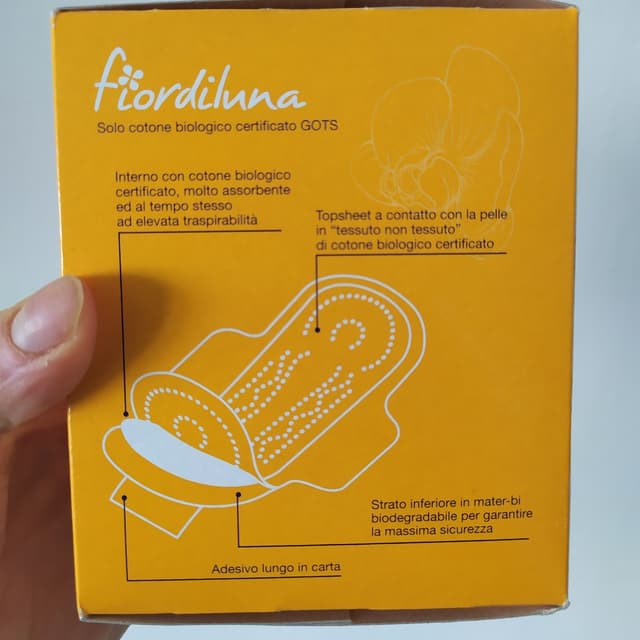 fiordiluna
Solo cotone biologico certificato GOTS
Interno con cotone biologico
certificato, molto assorbente
ed al tempo stesso
ad elevata traspirabilità
Topsheet a contatto con la pelle
in “tessuto non tessuto”
di cotone biologico certificato
Strato inferiore in mater-bi
biodegradabile per garantire
la massima sicurezza
Adesivo lungo in carta